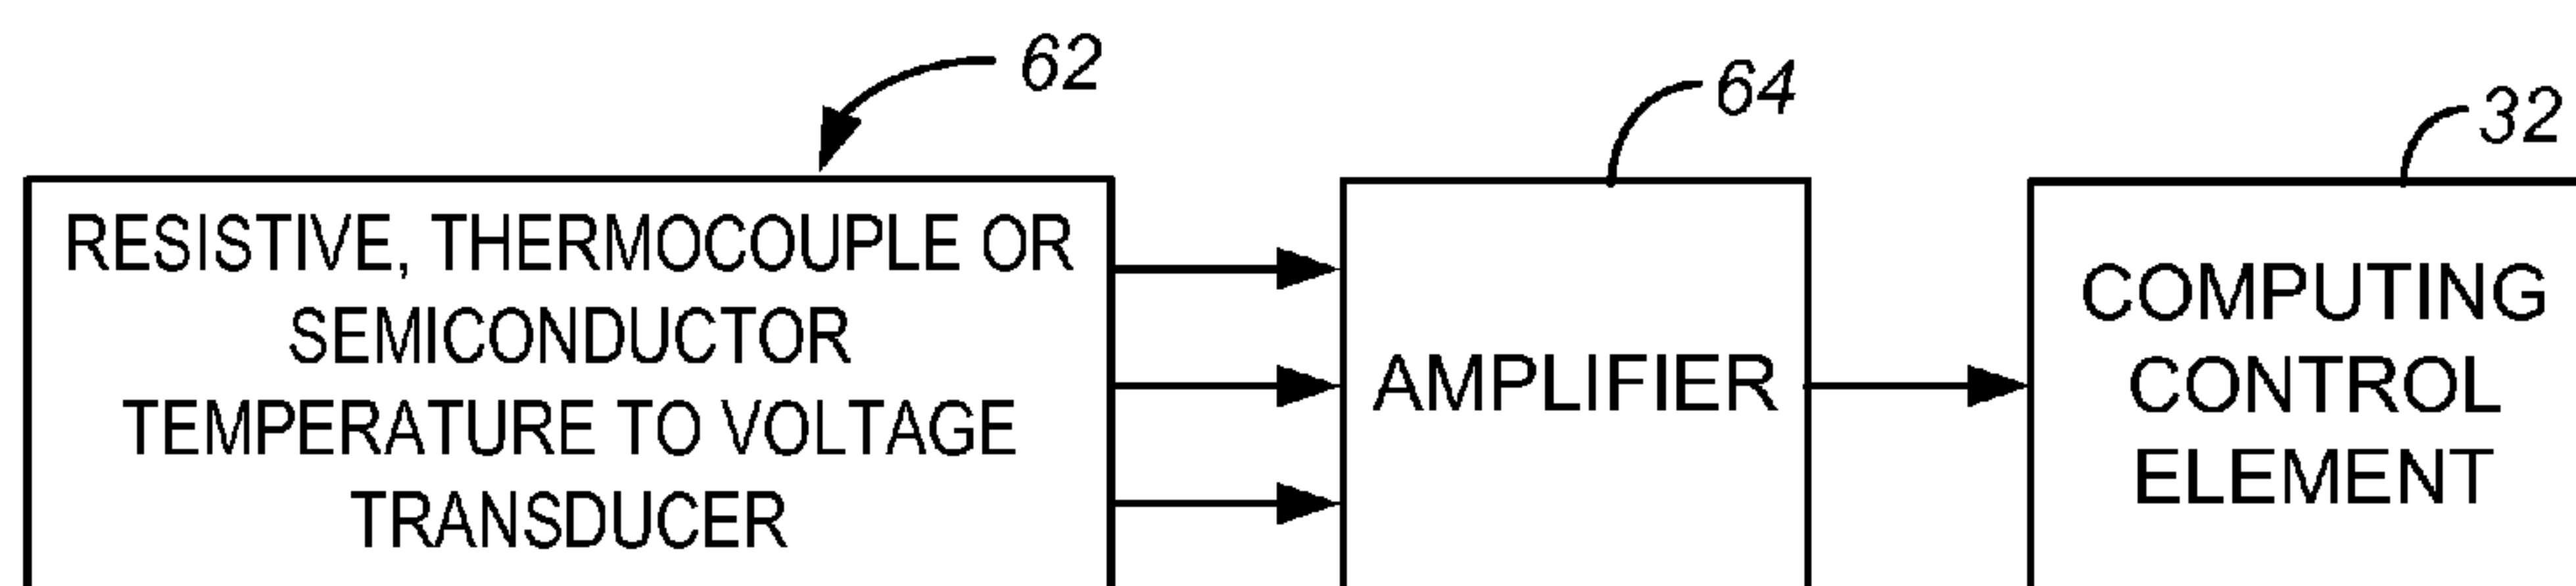 62
64
32
RESISTIVE, THERMOCOUPLE OR
SEMICONDUCTOR
TEMPERATURE TO VOLTAGE
TRANSDUCER
AMPLIFIER
COMPUTING
CONTROL
ELEMENT